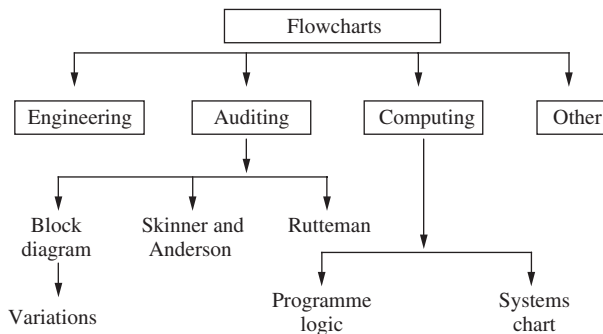 Flowcharts
Engineering
Auditing
Computing
Other
Block
diagram
Skinner and
Anderson
Rutteman
Variations
Programme
logic
Systems
chart